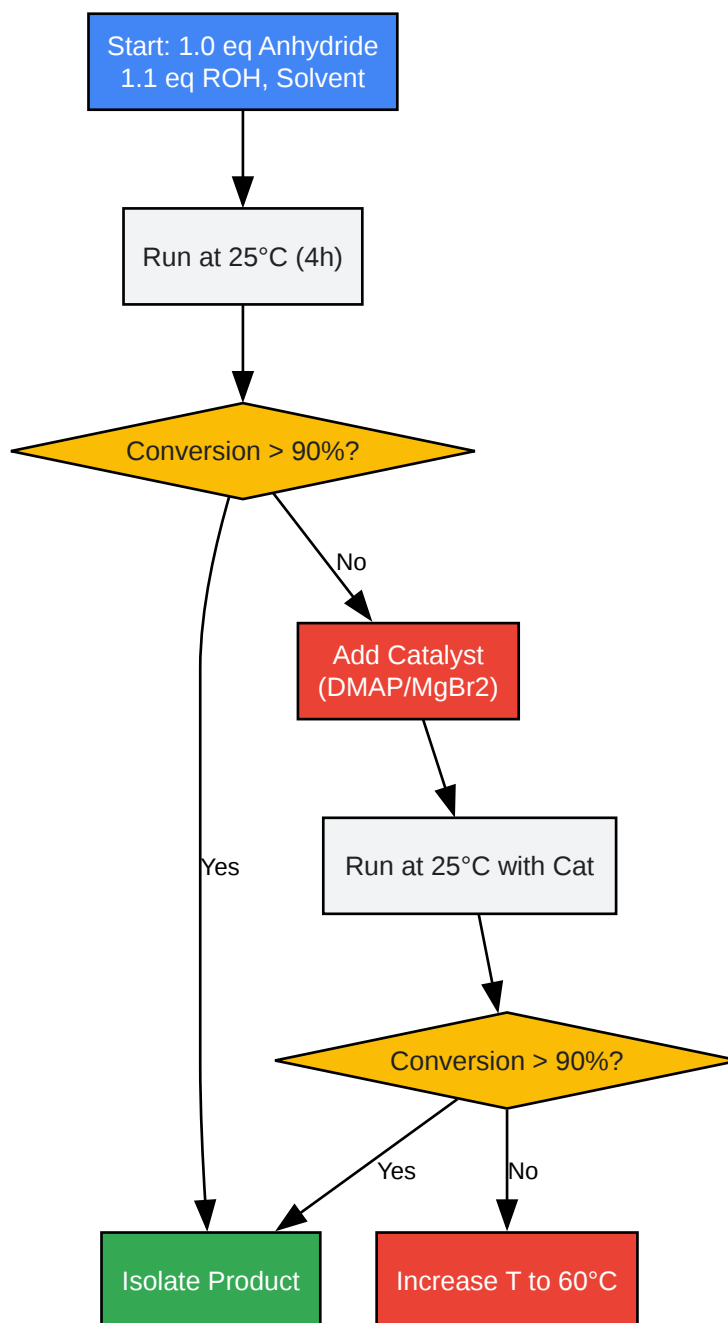 Start: 1.0 eq Anhydride
1.1 eq ROH, Solvent
Run at 25°C (4h)
Conversion > 90%?
No
Add Catalyst
(DMAP/MgBr2)
Yes
Run at 25°C with Cat
Conversion > 90%?
Yes
No
Isolate Product
Increase T to 60°C